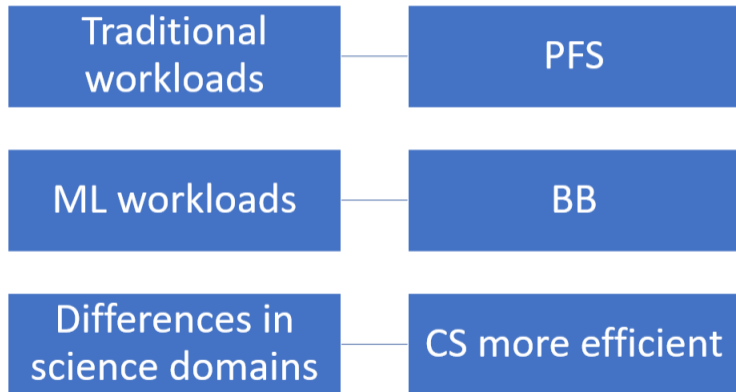 Traditional
workloads
PFS
ML workloads
BB
Differences in
science domains
CS more efficient